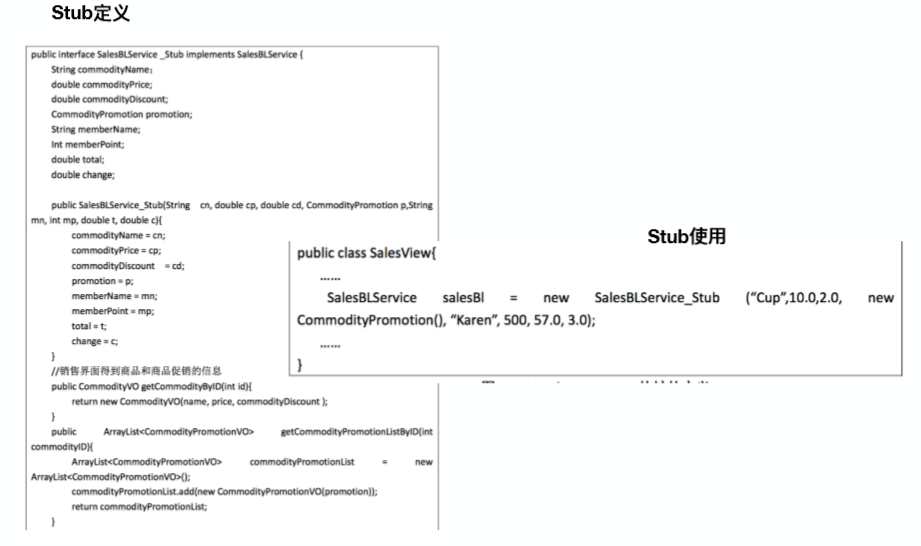 Stub定义
public interface SalesBLService _Stub implements SalesBLService {
String commodityName;
double commodityPrice;
double commodityDiscount;
CommodityPromotion promotion;
String memberName;
Int memberPoint;
double total;
double change;
public SalesBLService_Stub(String cn, double cp, double cd, CommodityPromotion p,String
mn, int mp, double t, double c){
commodityName = cn;
commodityPrice = cp;
commodityDiscount = cd;
promotion = p;
memberName = mn;
memberPoint = mp;
total = t;
change = c;
}
//销售界面得到商品和商品促销的信息
public CommodityVO getCommodityByID(int id){
return new CommodityVO(name, price, commodityDiscount );
}
public ArrayList<CommodityPromotionVO> getCommodityPromotionListByID(int
commodityID){
ArrayList<CommodityPromotionVO> commodityPromotionList = new
ArrayList<CommodityPromotionVO>();
commodityPromotionList.add(new CommodityPromotionVO(promotion));
return commodityPromotionList;
}
Stub使用
public class SalesView{
......
SalesBLService salesBl = new SalesBLService_Stub (“Cup”,10.0,2.0, new
CommodityPromotion(), “Karen”, 500, 57.0, 3.0);
......
}